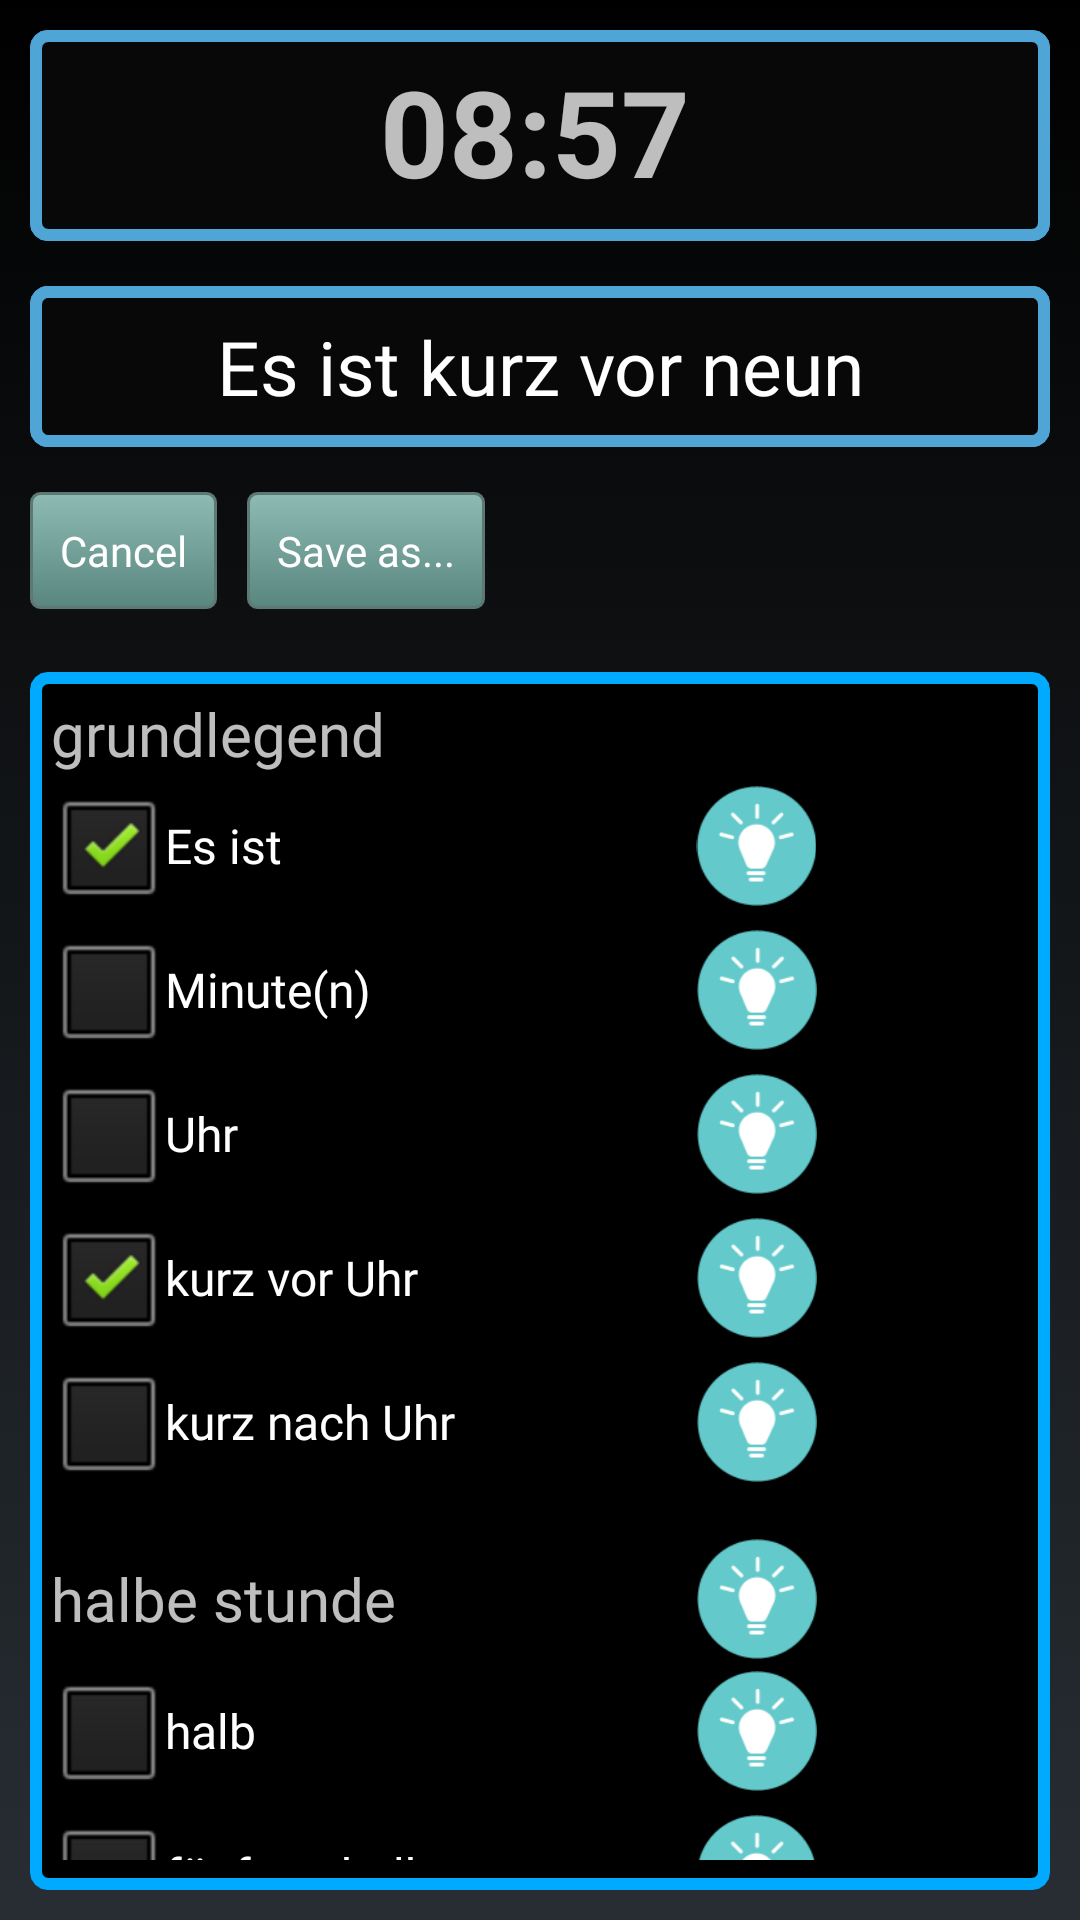 08:57
Es ist kurz vor neun
Cancel
Save as...
grundlegend
Es ist
Minute(n)
Uhr
kurz vor Uhr
kurz nach Uhr
halbe stunde
halb